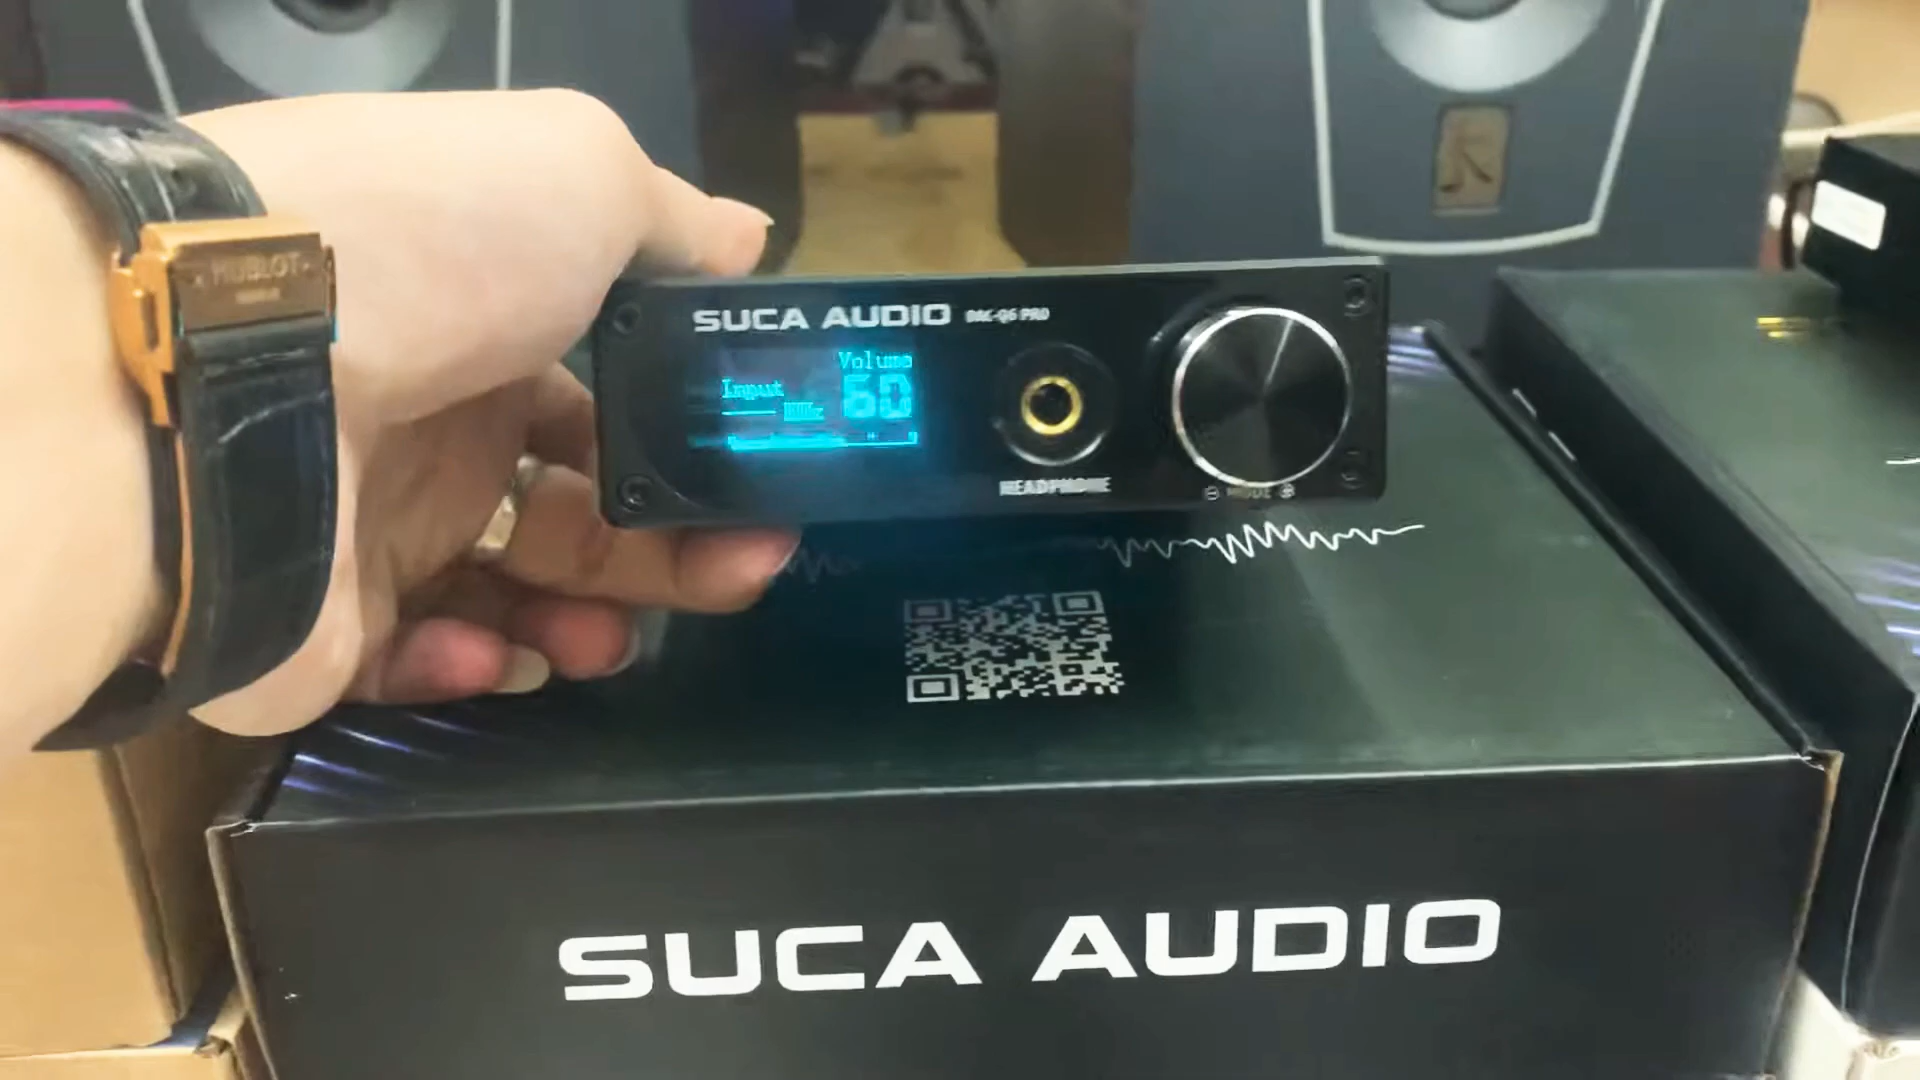 HUBLOT
SUCA AUDIO DAC-Q6 PRO
Volume
Input
60
HEADPHONE
MODE
SUCA AUDIO